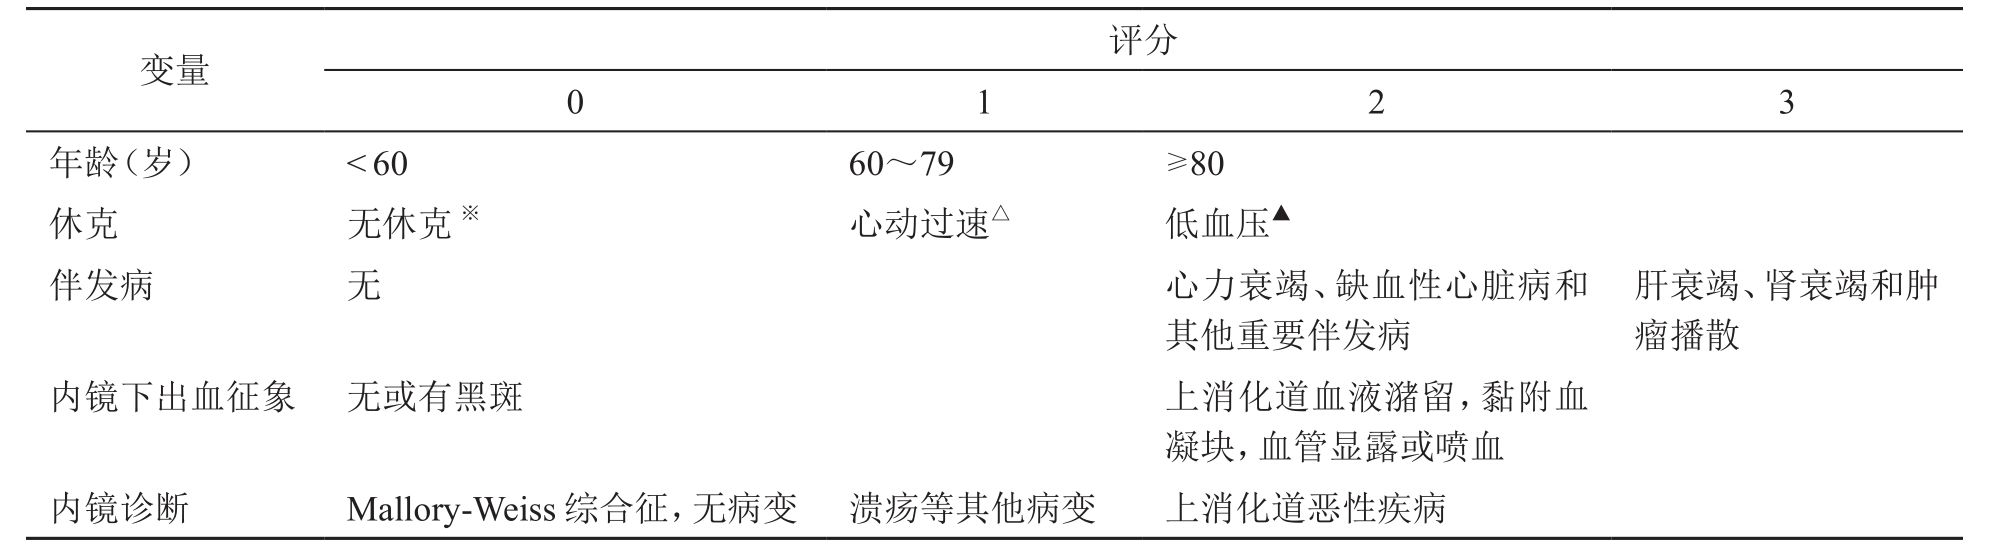 变量 评分
0 1 2 3
年龄（岁） <60 60～79 ≥80
休克 无休克※ 心动过速△ 低血压▲
伴发病 无 心力衰竭、缺血性心脏病和 肝衰竭、肾衰竭和肿
其他重要伴发病 瘤播散
内镜下出血征象 无或有黑斑 上消化道血液潴留，黏附血
凝块，血管显露或喷血
内镜诊断 Mallory-Weiss 综合征，无病变 溃疡等其他病变 上消化道恶性疾病